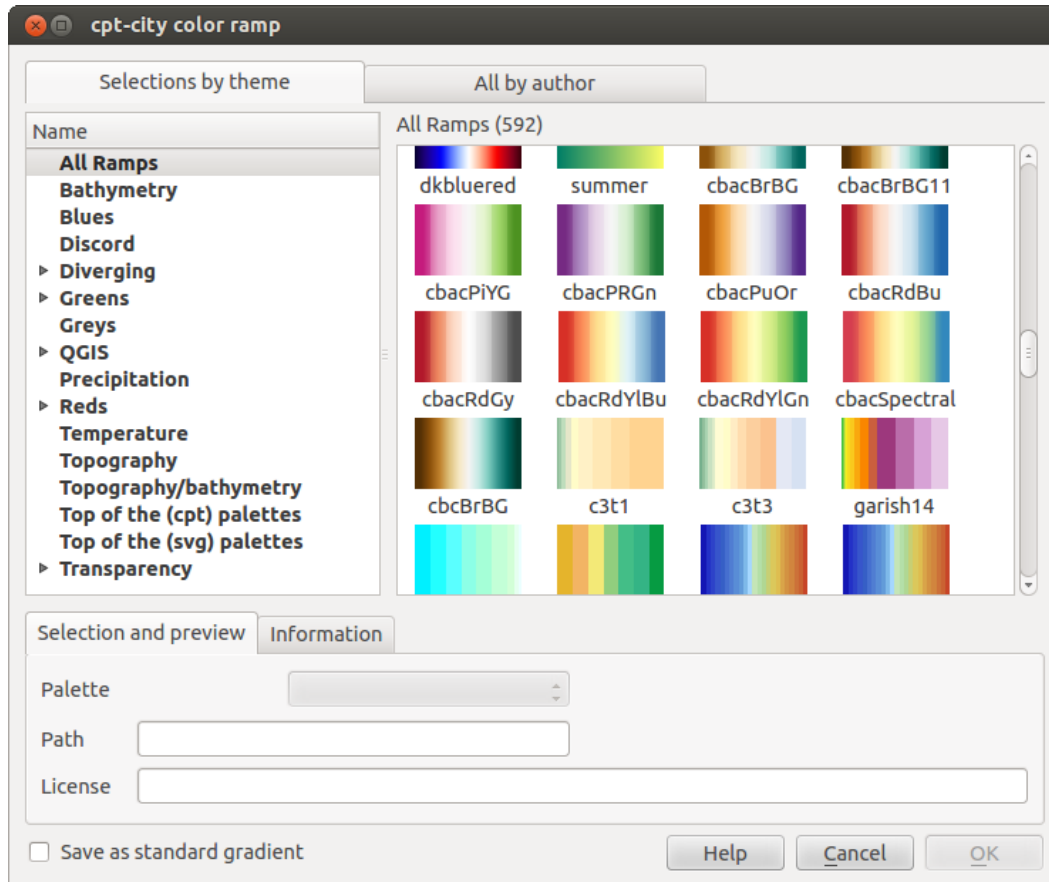 cpt-city color ramp
Selections by theme
All by author
Name
All Ramps
Bathymetry
Blues
Discord
Diverging
Greens
Greys
QGIS
Precipitation
Reds
Temperature
Topography
Topography/bathymetry
Top of the (cpt) palettes
Top of the (svg) palettes
Transparency
All Ramps (592)
dkbluered summer cbacBrBG cbacBrBG11
cbacPiYG cbacPRGn cbacPuOr cbacRdBu
cbacRdGy cbacRdYlBu cbacRdYlGn cbacSpectral
cbcBrBG c3t1 c3t3 garish14
Selection and preview
Information
Palette
Path
License
Save as standard gradient
Help
Cancel
OK